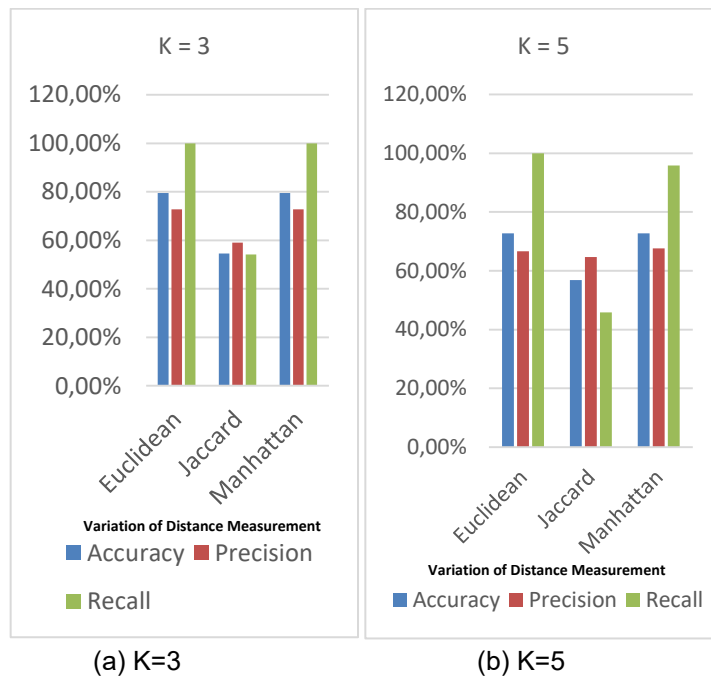 K = 3
120,00%
100,00%
80,00%
60,00%
40,00%
20,00%
0,00%
Euclidean
Jaccard
Manhattan
Variation of Distance Measurement
Accuracy Precision
Recall
(a) K=3
K = 5
120,00%
100,00%
80,00%
60,00%
40,00%
20,00%
0,00%
Euclidean
Jaccard
Manhattan
Variation of Distance Measurement
Accuracy Precision Recall
(b) K=5